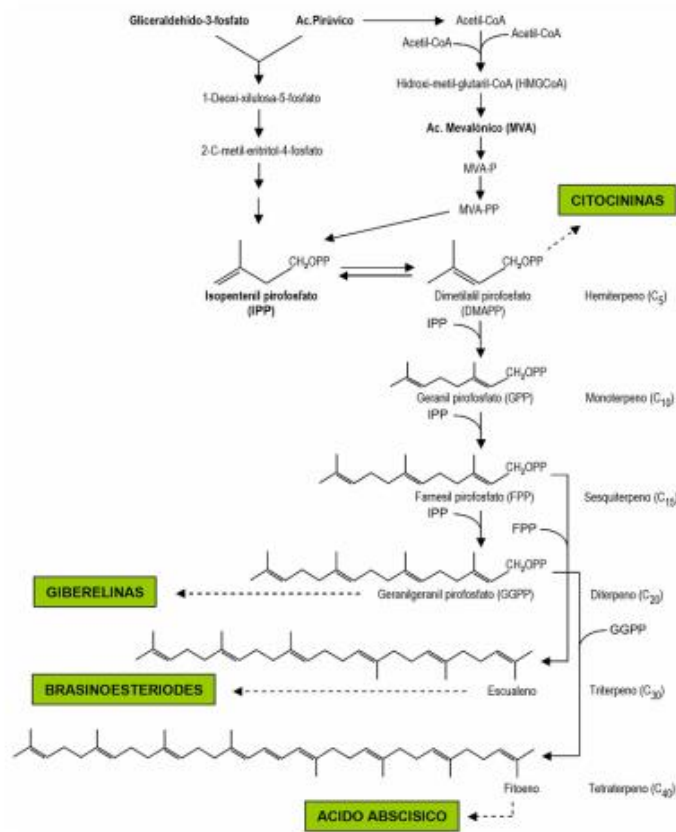 Gliceraldehido-3-fosfato
Ac.Pirúvico
Acetil-CoA
Acetil-CoA
Acetil-CoA
1-Deoxi-xilulosa-5-fosfato
Hidroxi-metil-glutaril-CoA (HMGCoA)
Ac. Mevalónico (MVA)
2-C-metil-eritritol-4-fosfato
MVA-P
MVA-PP
CITOCININAS
CH2OPP
CH2OPP
Isopentenil pirofosfato
(IPP)
Dimetilalil pirofosfato
(DMAPP)
Hemiterpeno (C5)
IPP
CH2OPP
Geranil pirofosfato (GPP)
Monoterpeno (C10)
IPP
CH2OPP
Farnesil pirofosfato (FPP)
Sesquiterpeno (C15)
IPP
FPP
CH2OPP
GIBERELINAS
Geranilgeranil pirofosfato (GGPP)
Diterpeno (C20)
GGPP
BRASINOESTERIODES
Escualeno
Triterpeno (C30)
Fitoeno
Tetraterpeno (C40)
ACIDO ABSCISICO